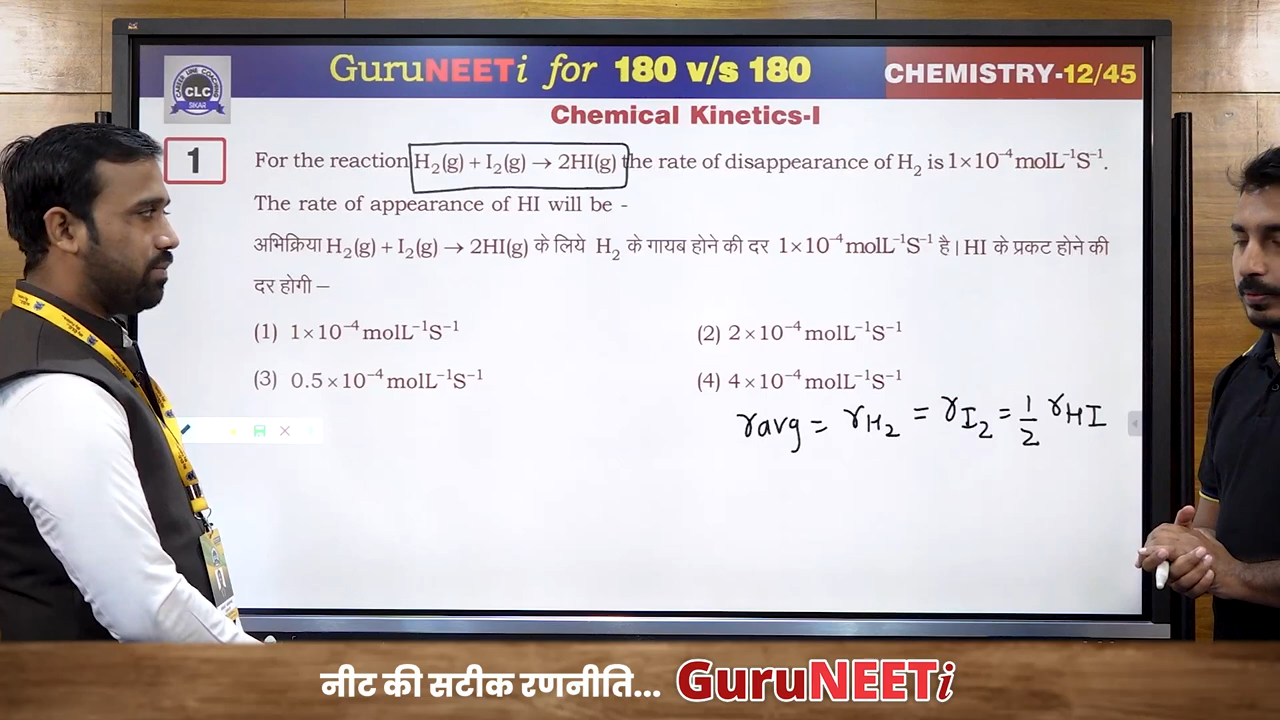 GuruNEETi for 180 v/s 180
CHEMISTRY-12/45
CAREER LINE COACHING
CLC
SIKAR
Chemical Kinetics-I
1
For the reaction H₂(g) + I₂(g) → 2HI(g) the rate of disappearance of H₂ is 1×10⁻⁴ molL⁻¹S⁻¹.
The rate of appearance of HI will be -
अभिक्रिया H₂(g) + I₂(g) → 2HI(g) के लिये H₂ के गायब होने की दर 1×10⁻⁴ molL⁻¹S⁻¹ है। HI के प्रकट होने की
दर होगी –
(1) 1×10⁻⁴ molL⁻¹S⁻¹
(2) 2×10⁻⁴ molL⁻¹S⁻¹
(3) 0.5×10⁻⁴ molL⁻¹S⁻¹
(4) 4×10⁻⁴ molL⁻¹S⁻¹
ravg = rH₂ = rI₂ = 1/2 rHI
नीट की सटीक रणनीति... GuruNEETi